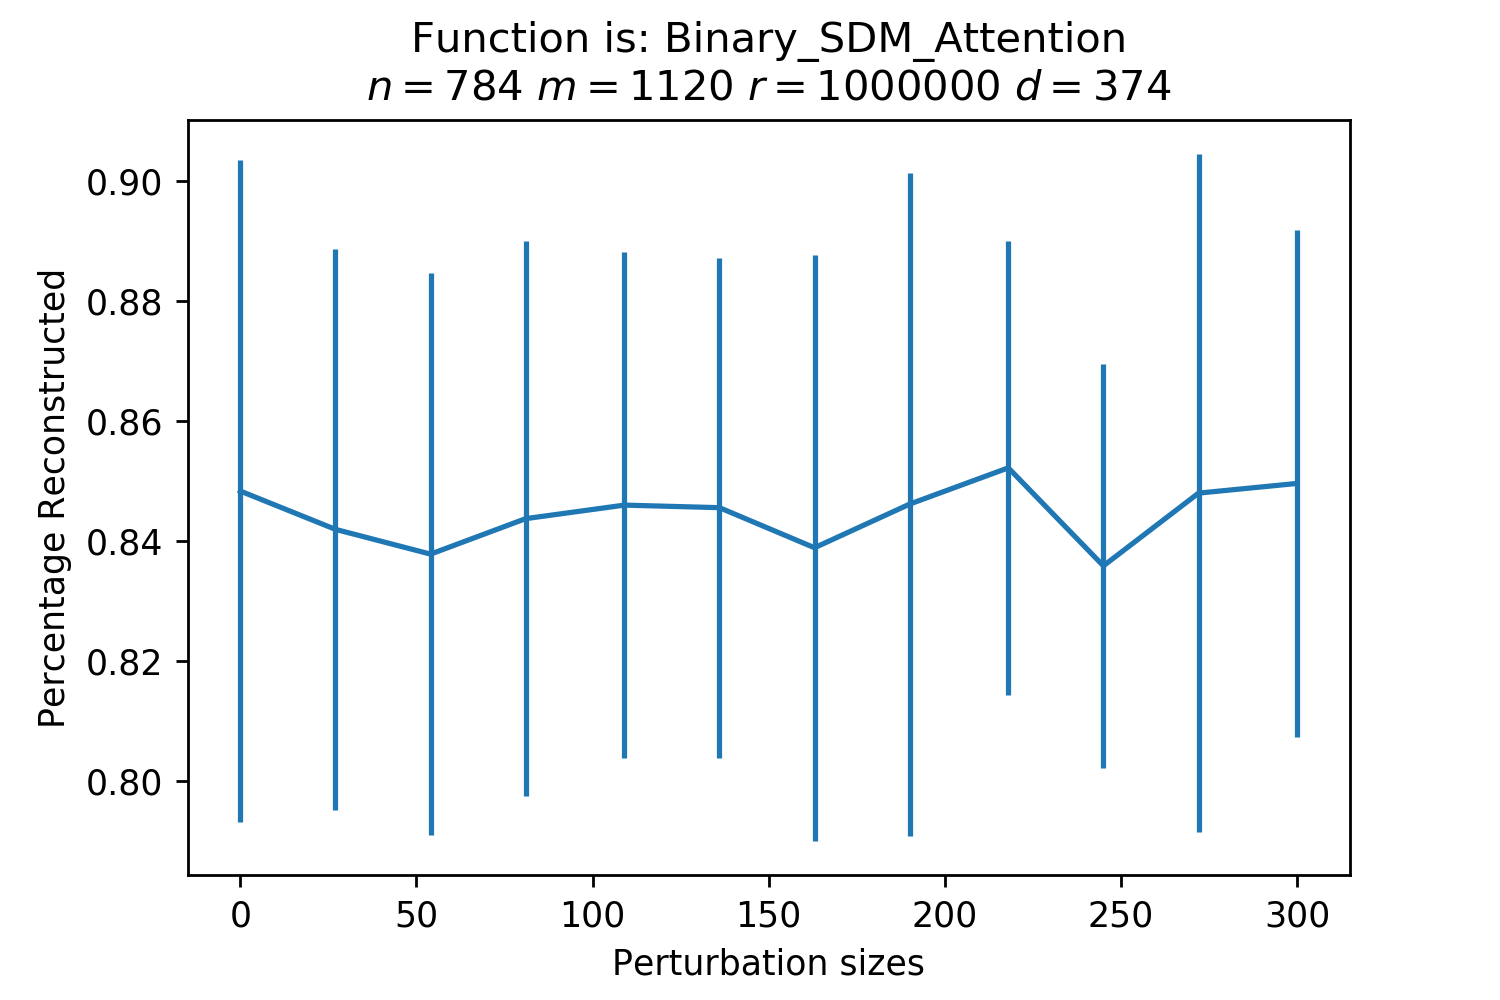 Function is: Binary_SDM_Attention
n = 784 m = 1120 r = 1000000 d = 374
Percentage Reconstructed
0.90
0.88
0.86
0.84
0.82
0.80
0 50 100 150 200 250 300
Perturbation sizes